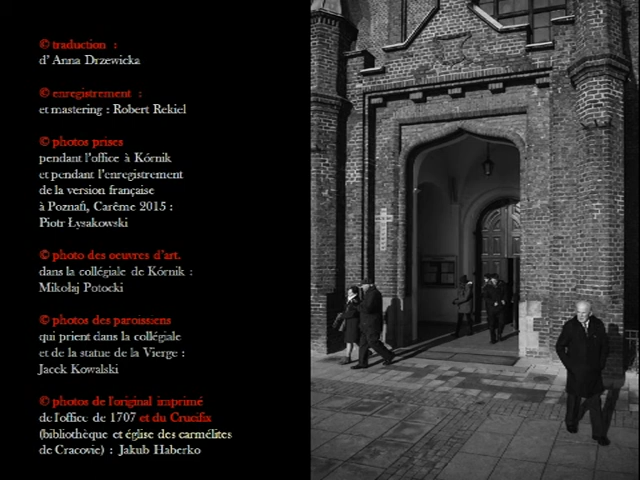 © traduction :
d' Anna Drzewicka
© enregistrement :
et mastering : Robert Rekiel
© photos prises
pendant l'office à Kórnik
et pendant l'enregistrement
de la version française
à Poznań, Carême 2015 :
Piotr Łysakowski
© photo des oeuvres d'art.
dans la collégiale de Kórnik :
Mikołaj Potocki
© photos des paroissiens
qui prient dans la collégiale
et de la statue de la Vierge :
Jacek Kowalski
© photos de l'original imprimé
de l'office de 1707 et du Crucifix
(bibliothèque et église des carmélites
de Cracovie) : Jakub Haberko